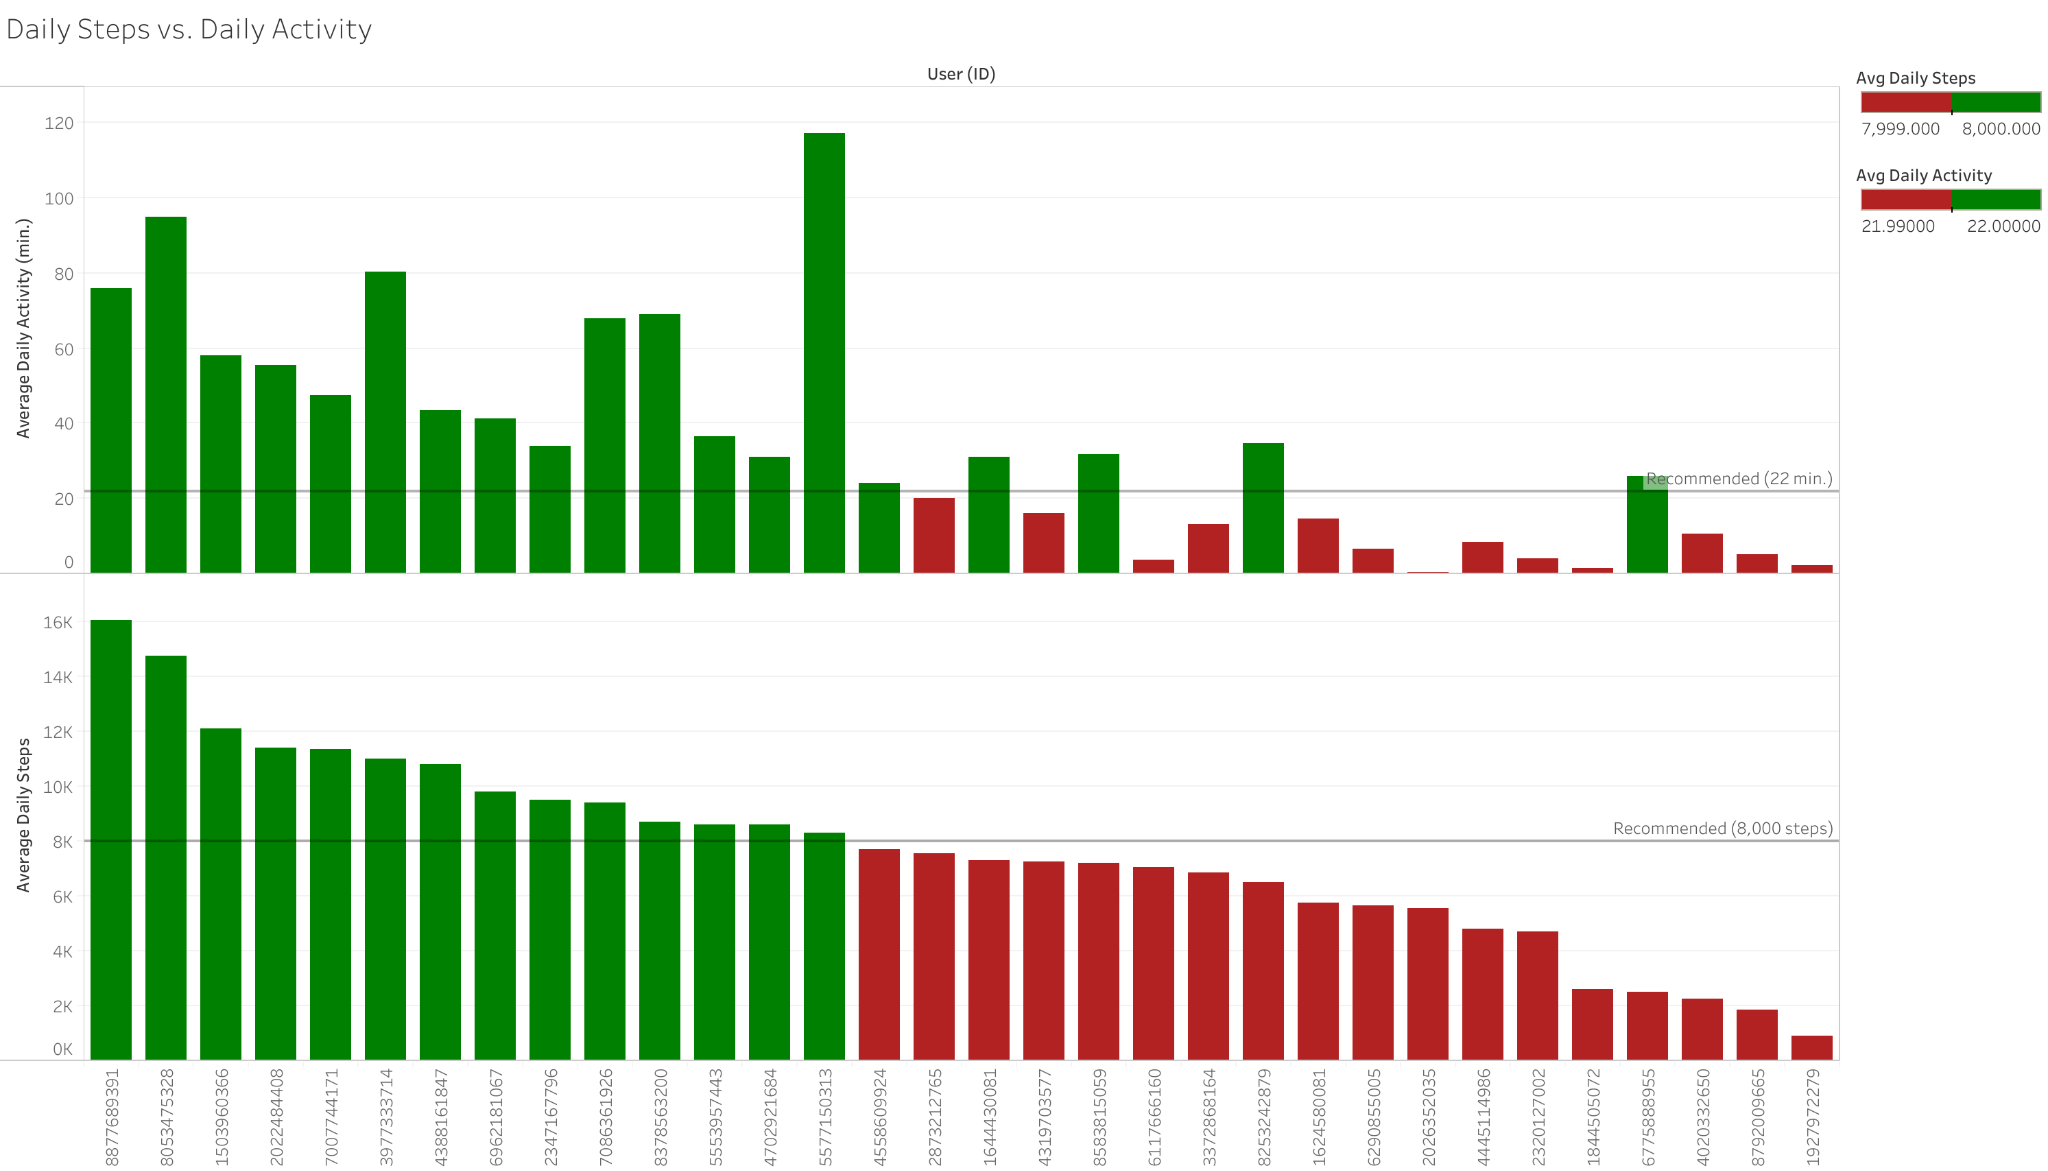 Daily Steps vs. Daily Activity
User (ID)
Average Daily Activity (min.)
120
100
80
60
40
20
0
Recommended (22 min.)
Average Daily Steps
16K
14K
12K
10K
8K
6K
4K
2K
0K
Recommended (8,000 steps)
8877689391
8053475328
1503960366
2022484408
7007744171
3977333714
4388161847
6962181067
2347167796
7086361926
8378563200
5553957443
4702921684
5577150313
4558609924
2873212765
1644430081
4319703577
8583815059
6117666160
3372868164
8253242879
1624580081
6290855005
2026352035
4445114986
2320127002
1844505072
6775888955
4020332650
8792009665
1927972279
Avg Daily Steps
7,999.000 8,000.000
Avg Daily Activity
21.99000 22.00000